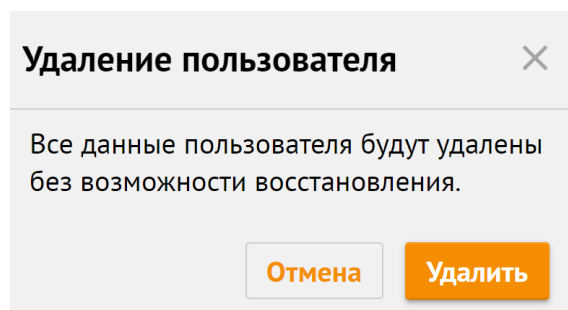 Удаление пользователя
Все данные пользователя будут удалены
без возможности восстановления.
Отмена
Удалить